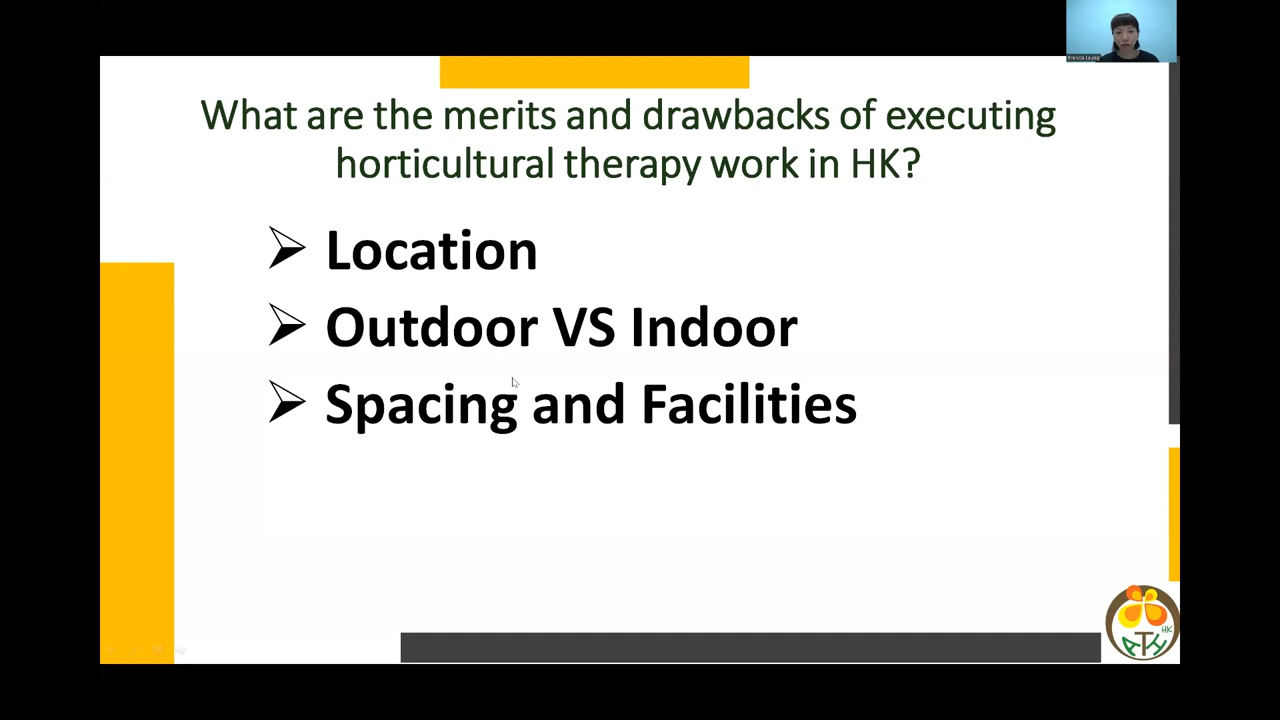 What are the merits and drawbacks of executing
horticultural therapy work in HK?
Location
Outdoor VS Indoor
Spacing and Facilities
HK
ATH